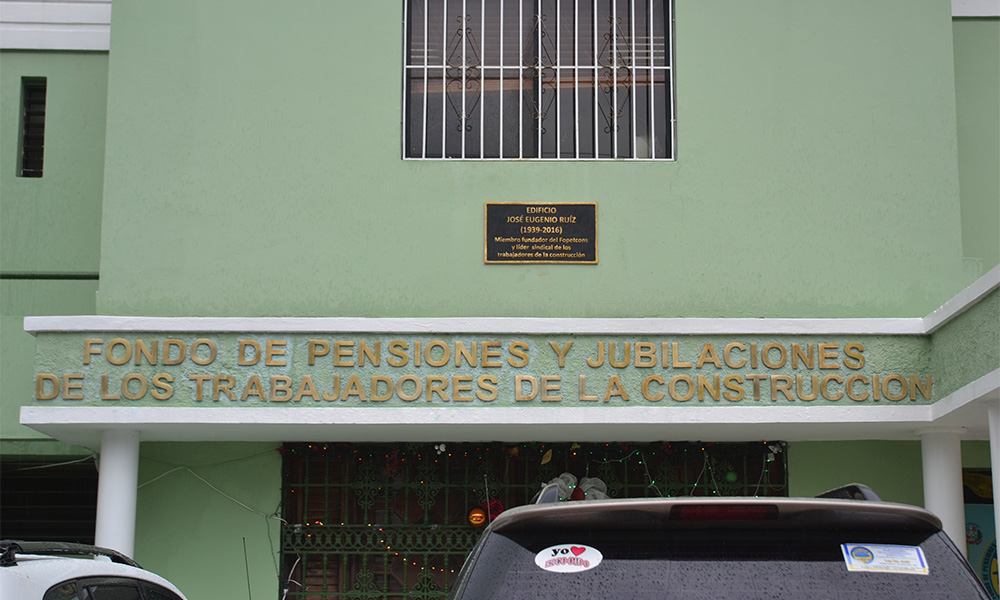 EDIFICIO
JOSÉ EUGENIO RUÍZ
(1939-2016)
Miembro fundador del Fopetcons
y líder sindical de los
trabajadores de la construcción
FONDO DE PENSIONES Y JUBILACIONES
DE LOS TRABAJADORES DE LA CONSTRUCCION
yo
ESCOGIDO